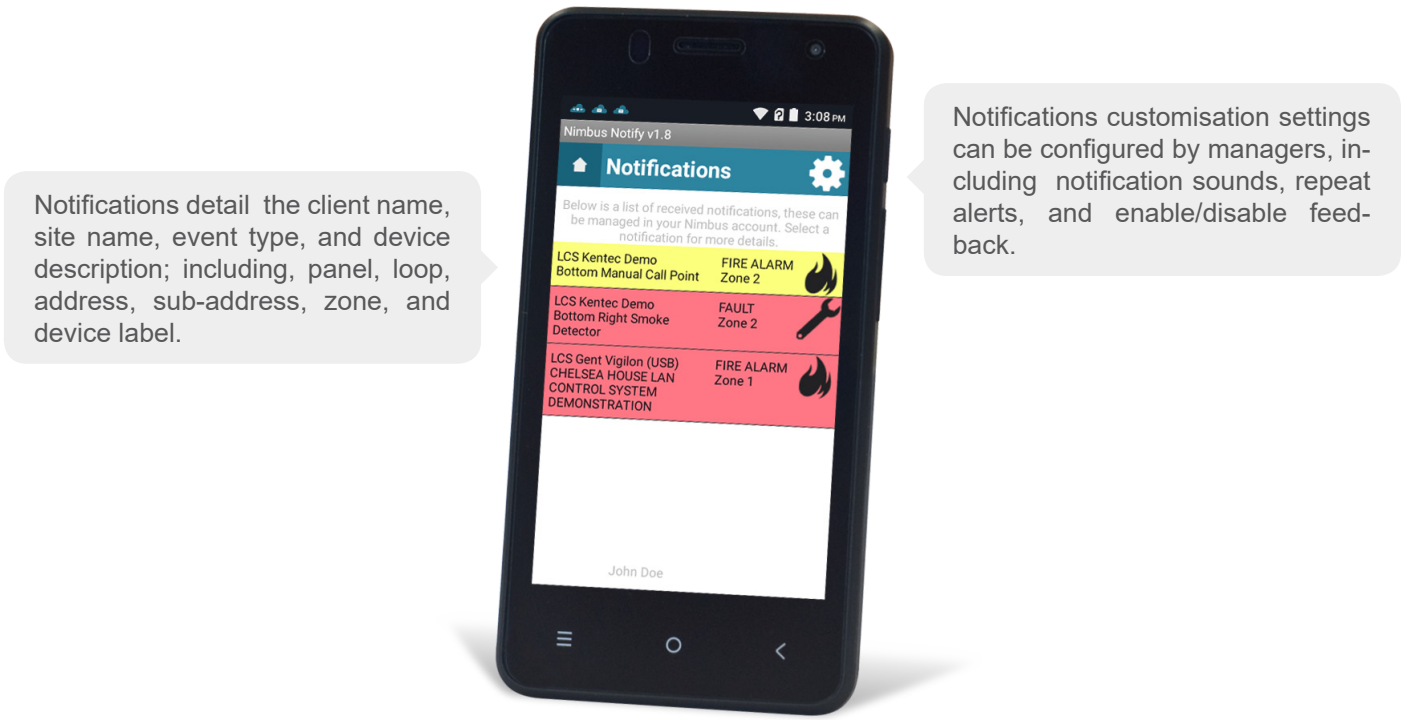 Notifications detail  the client name,
site name, event type, and device
description; including, panel, loop,
address, sub-address, zone, and
device label.
3:08 PM
Nimbus Notify v1.8
Notifications
Below is a list of received notifications, these can
be managed in your Nimbus account. Select a
notification for more details.
LCS Kentec Demo FIRE ALARM
Bottom Manual Call Point Zone 2
LCS Kentec Demo FAULT
Bottom Right Smoke Zone 2
Detector
LCS Gent Vigilon (USB) FIRE ALARM
CHELSEA HOUSE LAN Zone 1
CONTROL SYSTEM
DEMONSTRATION
John Doe
Notifications customisation settings
can be configured by managers, in-
cluding  notification sounds, repeat
alerts, and enable/disable feed-
back.